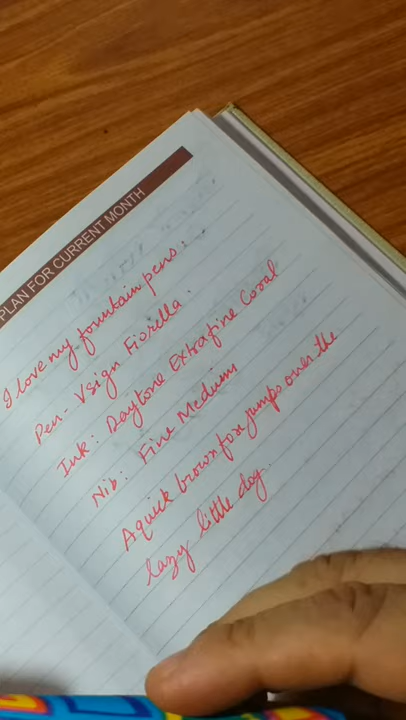 PLAN FOR CURRENT MONTH
I love my fountain pens.
Pen - Vsign Fiorella.
Ink: Daytone Extrafine Coral
Nib: Fine Medium
A quick brown fox jumps over the
lazy little dog.